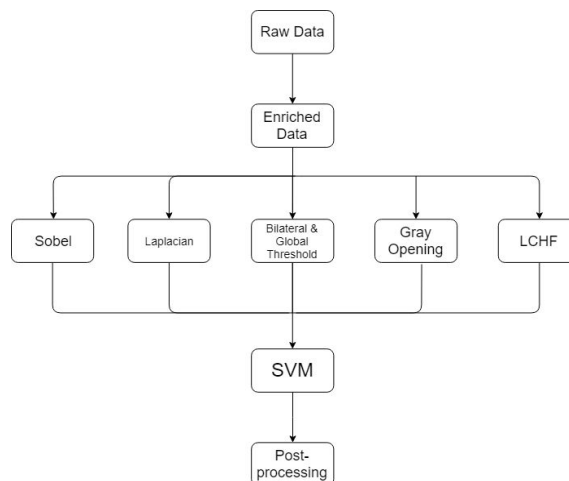 Raw Data
Enriched
Data
Sobel
Laplacian
Bilateral &
Global
Threshold
Gray
Opening
LCHF
SVM
Post-
processing